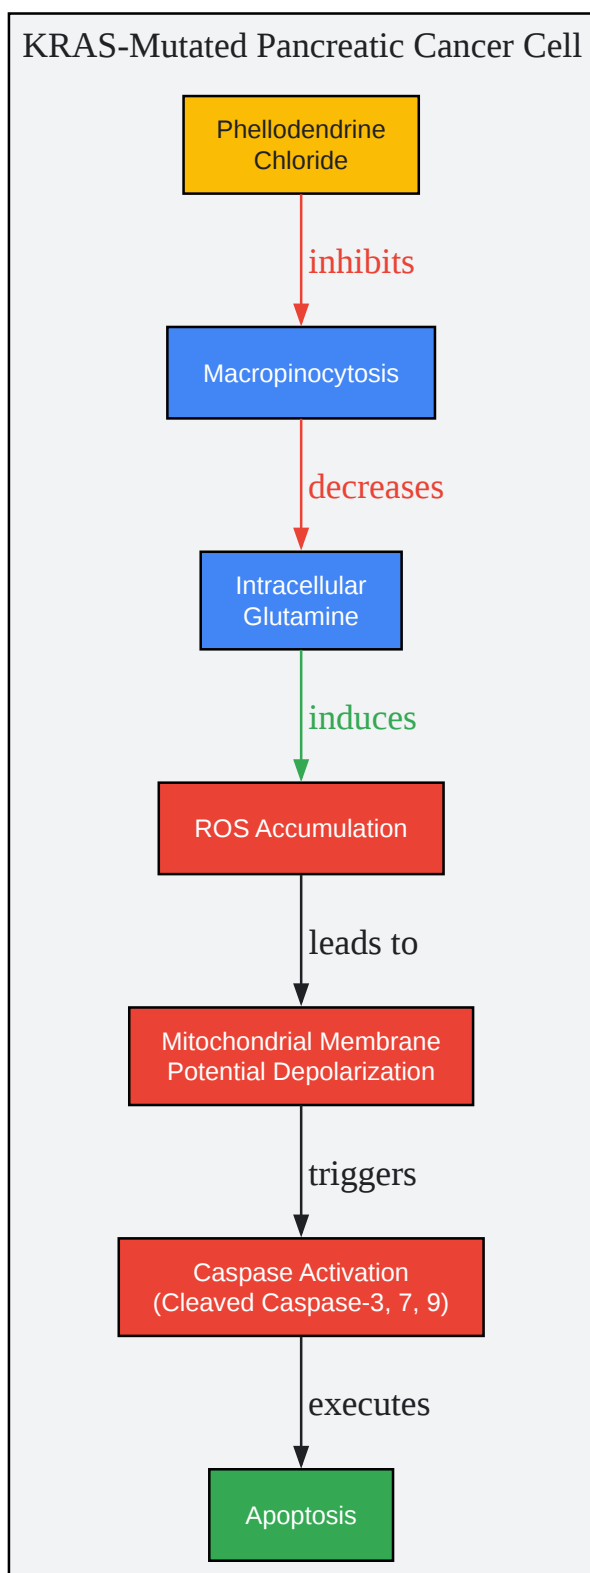 KRAS-Mutated Pancreatic Cancer Cell
Phellodendrine
Chloride
inhibits
Macropinocytosis
decreases
Intracellular
Glutamine
induces
ROS Accumulation
leads to
Mitochondrial Membrane
Potential Depolarization
triggers
Caspase Activation
(Cleaved Caspase-3, 7, 9)
executes
Apoptosis